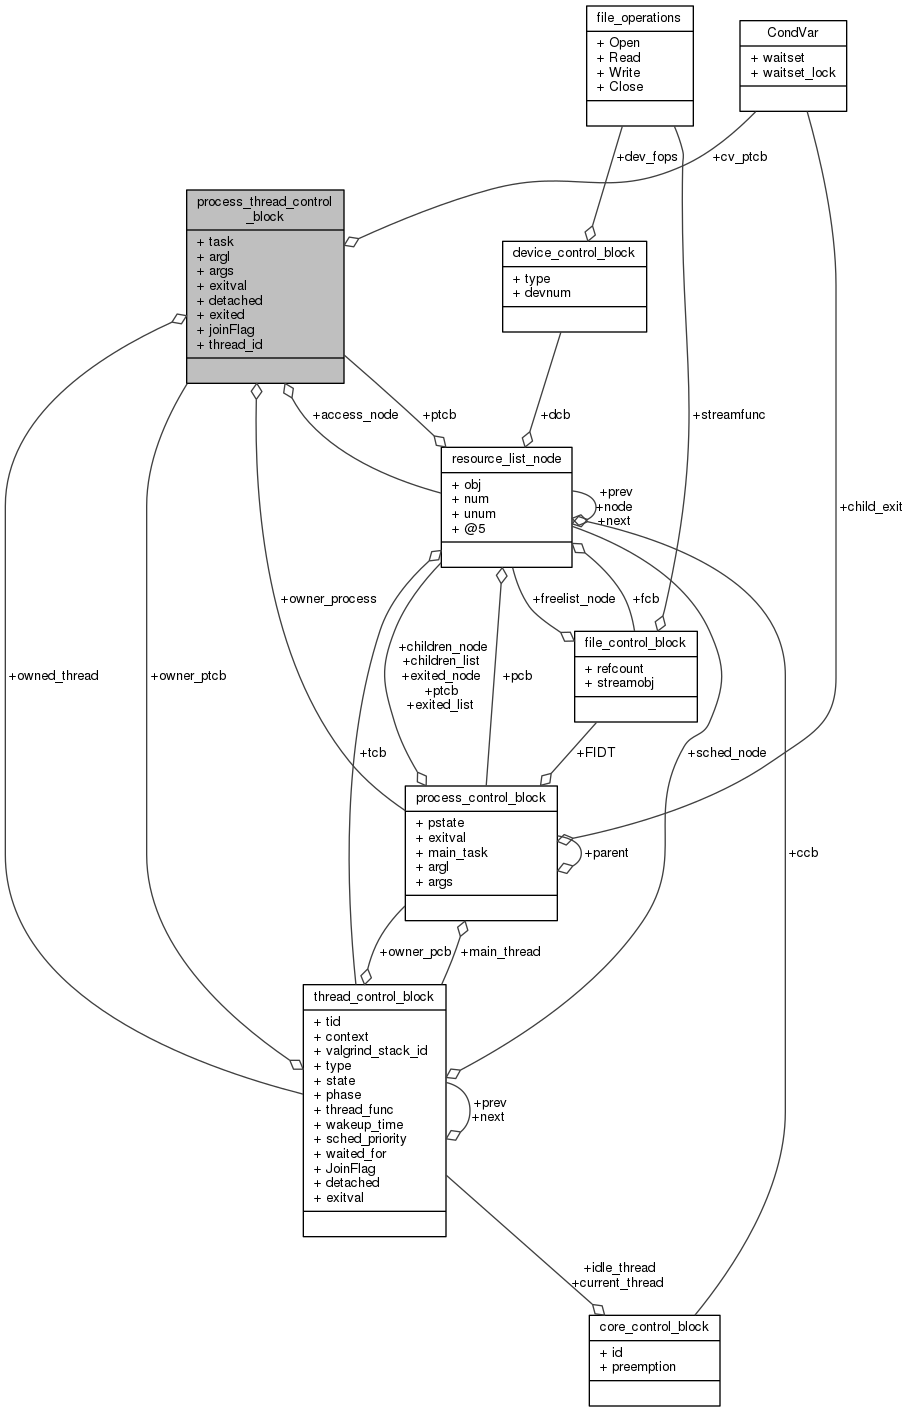 file_operations
+ Open
+ Read
+ Write
+ Close
CondVar
+ waitset
+ waitset_lock
+dev_fops
+cv_ptcb
process_thread_control
_block
+ task
+ argl
+ args
+ exitval
+ detached
+ exited
+ joinFlag
+ thread_id
device_control_block
+ type
+ devnum
+access_node
+ptcb
+dcb
+streamfunc
resource_list_node
+ obj
+ num
+ unum
+ @5
+prev
+node
+next
+child_exit
+owner_process
+freelist_node
+fcb
file_control_block
+ refcount
+ streamobj
+children_node
+children_list
+exited_node
+ptcb
+exited_list
+pcb
+owned_thread
+owner_ptcb
+tcb
+FIDT
+sched_node
process_control_block
+ pstate
+ exitval
+ main_task
+ argl
+ args
+parent
+ccb
+owner_pcb
+main_thread
thread_control_block
+ tid
+ context
+ valgrind_stack_id
+ type
+ state
+ phase
+ thread_func
+ wakeup_time
+ sched_priority
+ waited_for
+ JoinFlag
+ detached
+ exitval
+prev
+next
+idle_thread
+current_thread
core_control_block
+ id
+ preemption